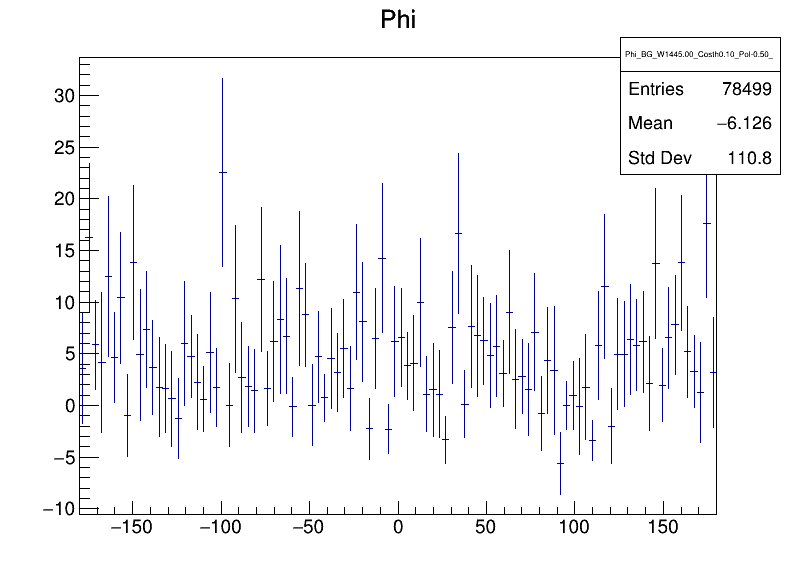 Phi
Phi_BG_W1445.00_Costh0.10_Pol-0.50_
Entries 78499
Mean −6.126
Std Dev 110.8
30
25
20
15
10
5
0
−5
−10
−150 −100 −50 0 50 100 150